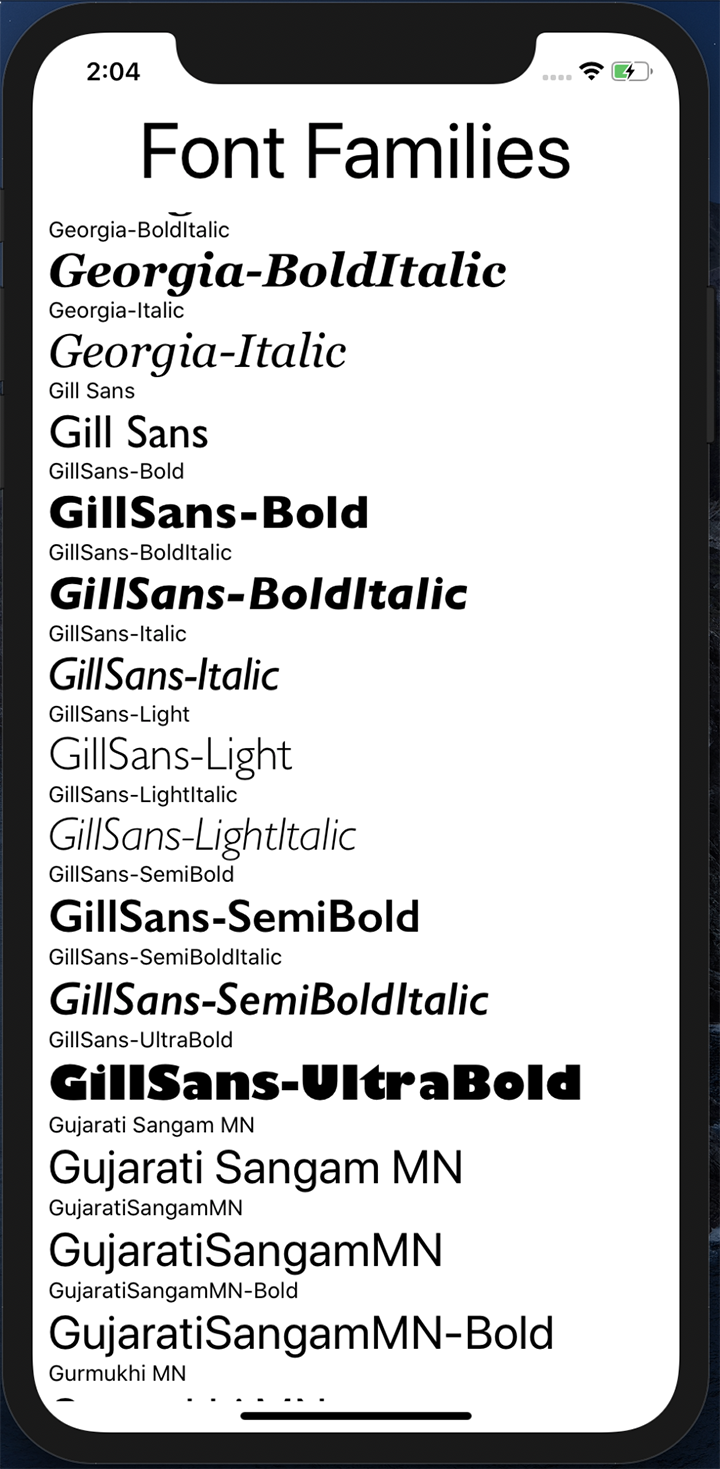 2:04
Font Families
Georgia-BoldItalic
Georgia-BoldItalic
Georgia-Italic
Georgia-Italic
Gill Sans
Gill Sans
GillSans-Bold
GillSans-Bold
GillSans-BoldItalic
GillSans-BoldItalic
GillSans-Italic
GillSans-Italic
GillSans-Light
GillSans-Light
GillSans-LightItalic
GillSans-LightItalic
GillSans-SemiBold
GillSans-SemiBold
GillSans-SemiBoldItalic
GillSans-SemiBoldItalic
GillSans-UltraBold
GillSans-UltraBold
Gujarati Sangam MN
Gujarati Sangam MN
GujaratiSangamMN
GujaratiSangamMN
GujaratiSangamMN-Bold
GujaratiSangamMN-Bold
Gurmukhi MN